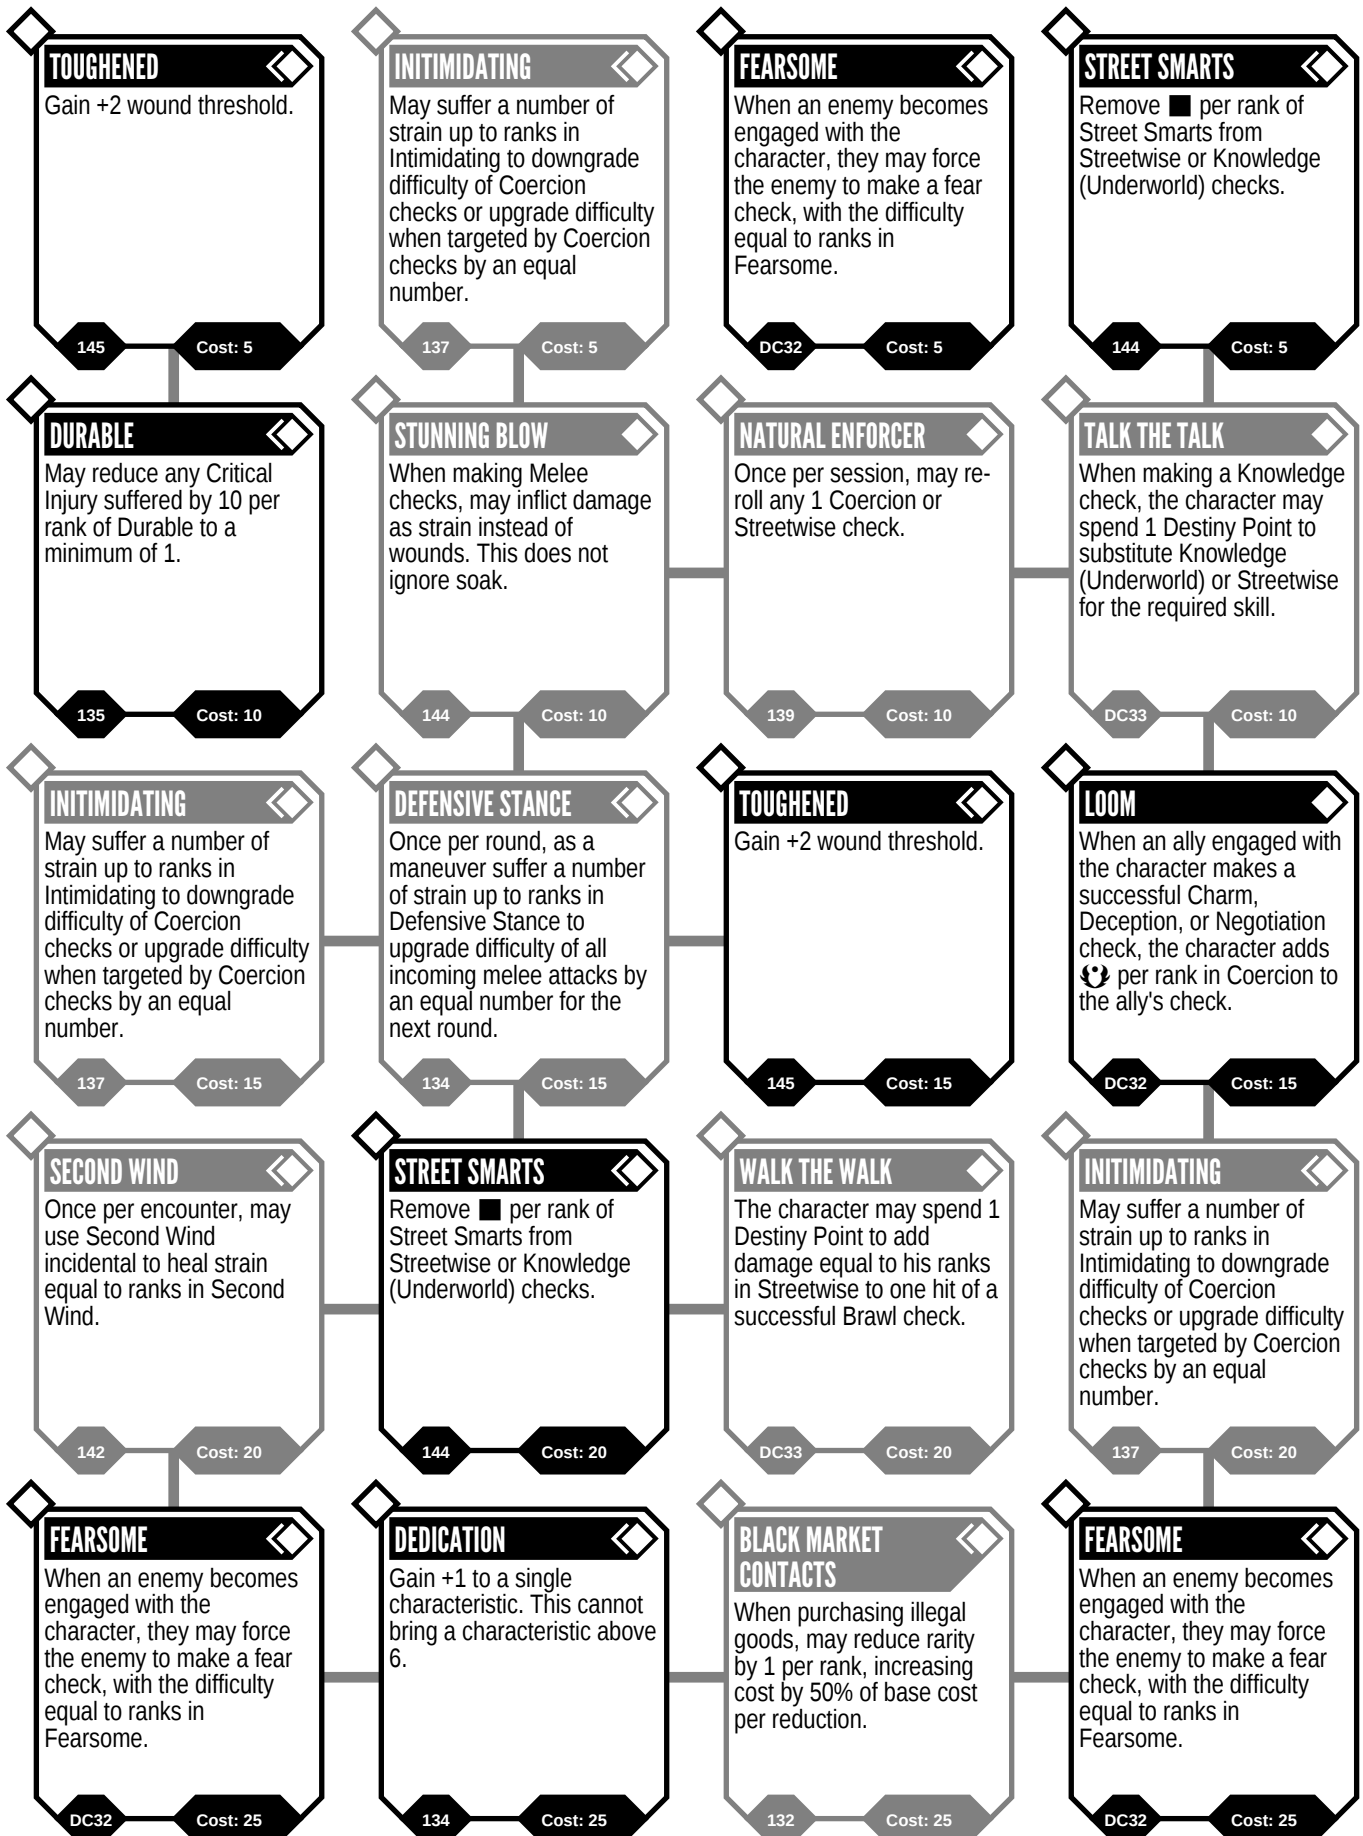 TOUGHENED
Gain +2 wound threshold.
145
Cost: 5
INITIMIDATING
May suffer a number of
strain up to ranks in
Intimidating to downgrade
difficulty of Coercion
checks or upgrade difficulty
when targeted by Coercion
checks by an equal
number.
137
Cost: 5
FEARSOME
When an enemy becomes
engaged with the
character, they may force
the enemy to make a fear
check, with the difficulty
equal to ranks in
Fearsome.
DC32
Cost: 5
STREET SMARTS
Remove ■ per rank of
Street Smarts from
Streetwise or Knowledge
(Underworld) checks.
144
Cost: 5
DURABLE
May reduce any Critical
Injury suffered by 10 per
rank of Durable to a
minimum of 1.
135
Cost: 10
STUNNING BLOW
When making Melee
checks, may inflict damage
as strain instead of
wounds. This does not
ignore soak.
144
Cost: 10
NATURAL ENFORCER
Once per session, may re-
roll any 1 Coercion or
Streetwise check.
139
Cost: 10
TALK THE TALK
When making a Knowledge
check, the character may
spend 1 Destiny Point to
substitute Knowledge
(Underworld) or Streetwise
for the required skill.
DC33
Cost: 10
INITIMIDATING
May suffer a number of
strain up to ranks in
Intimidating to downgrade
difficulty of Coercion
checks or upgrade difficulty
when targeted by Coercion
checks by an equal
number.
137
Cost: 15
DEFENSIVE STANCE
Once per round, as a
maneuver suffer a number
of strain up to ranks in
Defensive Stance to
upgrade difficulty of all
incoming melee attacks by
an equal number for the
next round.
134
Cost: 15
TOUGHENED
Gain +2 wound threshold.
145
Cost: 15
LOOM
When an ally engaged with
the character makes a
successful Charm,
Deception, or Negotiation
check, the character adds
per rank in Coercion to
the ally's check.
DC32
Cost: 15
SECOND WIND
Once per encounter, may
use Second Wind
incidental to heal strain
equal to ranks in Second
Wind.
142
Cost: 20
STREET SMARTS
Remove ■ per rank of
Street Smarts from
Streetwise or Knowledge
(Underworld) checks.
144
Cost: 20
WALK THE WALK
The character may spend 1
Destiny Point to add
damage equal to his ranks
in Streetwise to one hit of a
successful Brawl check.
DC33
Cost: 20
INITIMIDATING
May suffer a number of
strain up to ranks in
Intimidating to downgrade
difficulty of Coercion
checks or upgrade difficulty
when targeted by Coercion
checks by an equal
number.
137
Cost: 20
FEARSOME
When an enemy becomes
engaged with the
character, they may force
the enemy to make a fear
check, with the difficulty
equal to ranks in
Fearsome.
DC32
Cost: 25
DEDICATION
Gain +1 to a single
characteristic. This cannot
bring a characteristic above
6.
134
Cost: 25
BLACK MARKET
CONTACTS
When purchasing illegal
goods, may reduce rarity
by 1 per rank, increasing
cost by 50% of base cost
per reduction.
132
Cost: 25
FEARSOME
When an enemy becomes
engaged with the
character, they may force
the enemy to make a fear
check, with the difficulty
equal to ranks in
Fearsome.
DC32
Cost: 25